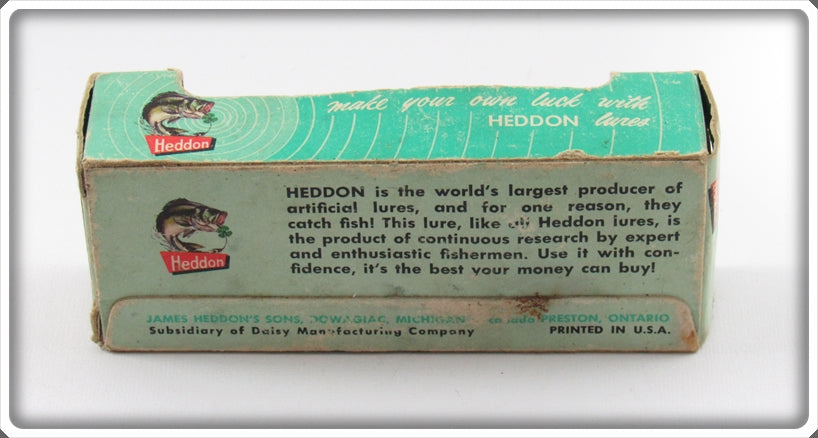 make your own luck with
HEDDON lures
Heddon
HEDDON is the world's largest producer of
artificial lures, and for one reason, they
catch fish! This lure, like all Heddon lures, is
the product of continuous research by expert
and enthusiastic fishermen. Use it with con-
fidence, it's the best your money can buy!
Heddon
JAMES HEDDON'S SONS, DOWAGIAC, MICHIGAN canada PRESTON, ONTARIO
Subsidiary of Daisy Manufacturing Company PRINTED IN U.S.A.